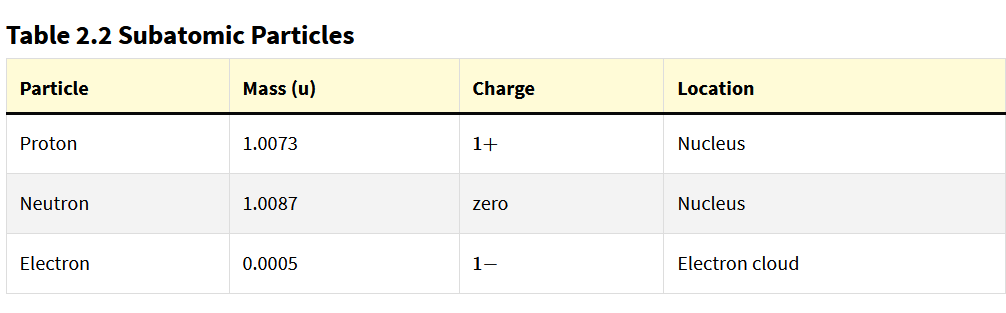 Table 2.2 Subatomic Particles
Particle Mass (u) Charge Location
Proton 1.0073 1+ Nucleus
Neutron 1.0087 zero Nucleus
Electron 0.0005 1− Electron cloud